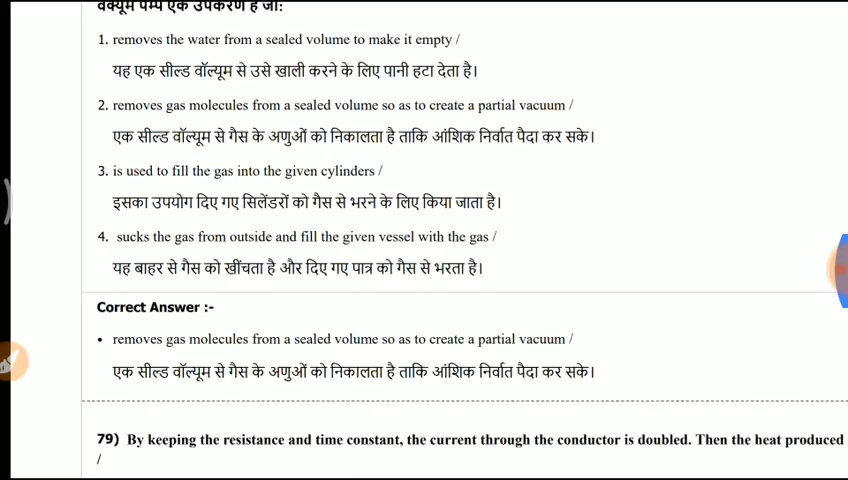 वैक्यूम पम्प एक उपकरण है जो:
1. removes the water from a sealed volume to make it empty /
यह एक सील्ड वॉल्यूम से उसे खाली करने के लिए पानी हटा देता है।
2. removes gas molecules from a sealed volume so as to create a partial vacuum /
एक सीलड वॉल्यूम से गैस के अणुओं को निकालता है ताकि आंशिक निर्वात पैदा कर सके।
3. is used to fill the gas into the given cylinders /
इसका उपयोग दिए गए सिलेंडरों को गैस से भरने के लिए किया जाता है।
4. sucks the gas from outside and fill the given vessel with the gas /
यह बाहर से गैस को खींचता है और दिए गए पात्र को गैस से भरता है।
Correct Answer :-
• removes gas molecules from a sealed volume so as to create a partial vacuum /
एक सीलड वॉल्यूम से गैस के अणुओं को निकालता है ताकि आंशिक निर्वात पैदा कर सके।
79) By keeping the resistance and time constant, the current through the conductor is doubled. Then the heat produced
/